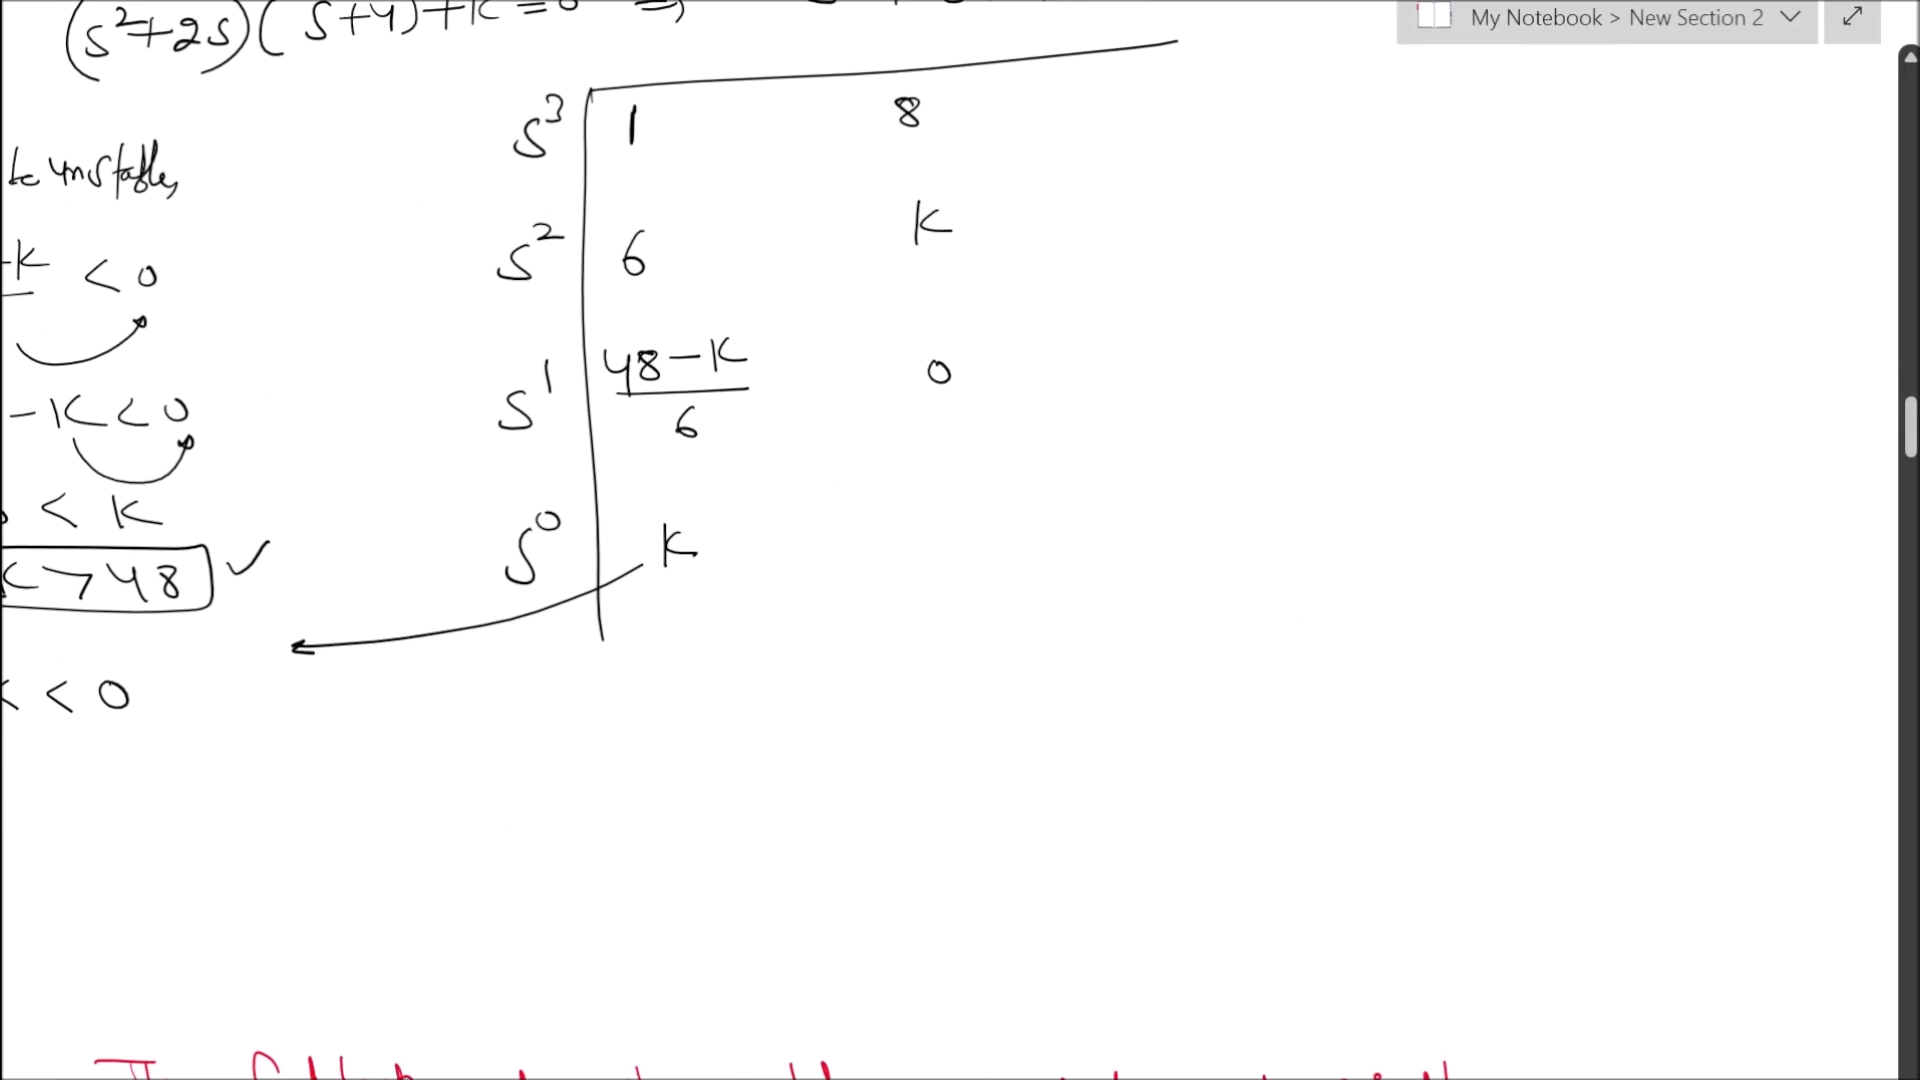 My Notebook > New Section 2
(s²+2s)(s+4)+K=0 ⇒
s³ 1 8
s² 6 K
s¹ (48-K)/6 0
s⁰ K
unstable,
-K < 0
-K < 0
< K
K > 48 ✓
K < 0